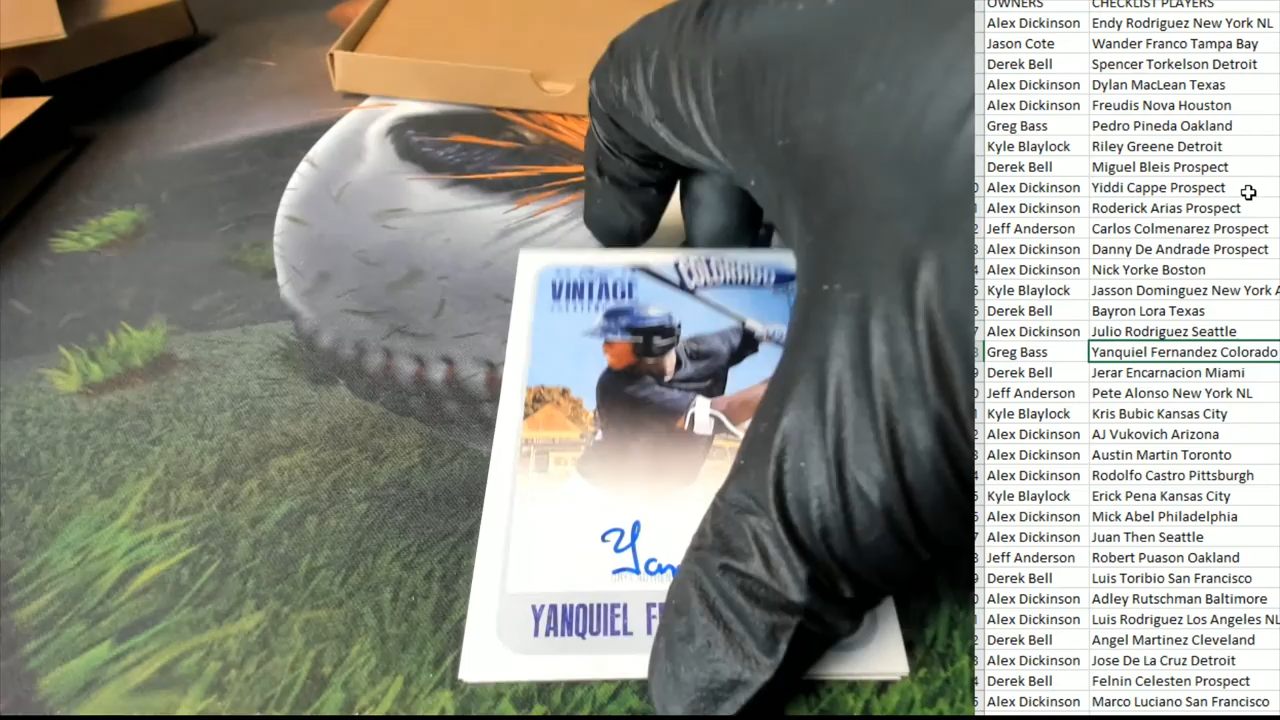 VINTAGE
COLORADO
Yan
YANQUIEL
OWNERS CHECKLIST PLAYERS
Alex Dickinson Endy Rodriguez New York NL
Jason Cote Wander Franco Tampa Bay
Derek Bell Spencer Torkelson Detroit
Alex Dickinson Dylan MacLean Texas
Alex Dickinson Freudis Nova Houston
Greg Bass Pedro Pineda Oakland
Kyle Blaylock Riley Greene Detroit
Derek Bell Miguel Bleis Prospect
Alex Dickinson Yiddi Cappe Prospect
Alex Dickinson Roderick Arias Prospect
Jeff Anderson Carlos Colmenarez Prospect
Alex Dickinson Danny De Andrade Prospect
Alex Dickinson Nick Yorke Boston
Kyle Blaylock Jasson Dominguez New York A
Derek Bell Bayron Lora Texas
Alex Dickinson Julio Rodriguez Seattle
Greg Bass Yanquiel Fernandez Colorado
Derek Bell Jerar Encarnacion Miami
Jeff Anderson Pete Alonso New York NL
Kyle Blaylock Kris Bubic Kansas City
Alex Dickinson AJ Vukovich Arizona
Alex Dickinson Austin Martin Toronto
Alex Dickinson Rodolfo Castro Pittsburgh
Kyle Blaylock Erick Pena Kansas City
Alex Dickinson Mick Abel Philadelphia
Alex Dickinson Juan Then Seattle
Jeff Anderson Robert Puason Oakland
Derek Bell Luis Toribio San Francisco
Alex Dickinson Adley Rutschman Baltimore
Alex Dickinson Luis Rodriguez Los Angeles NL
Derek Bell Angel Martinez Cleveland
Alex Dickinson Jose De La Cruz Detroit
Derek Bell Felnin Celesten Prospect
Alex Dickinson Marco Luciano San Francisco